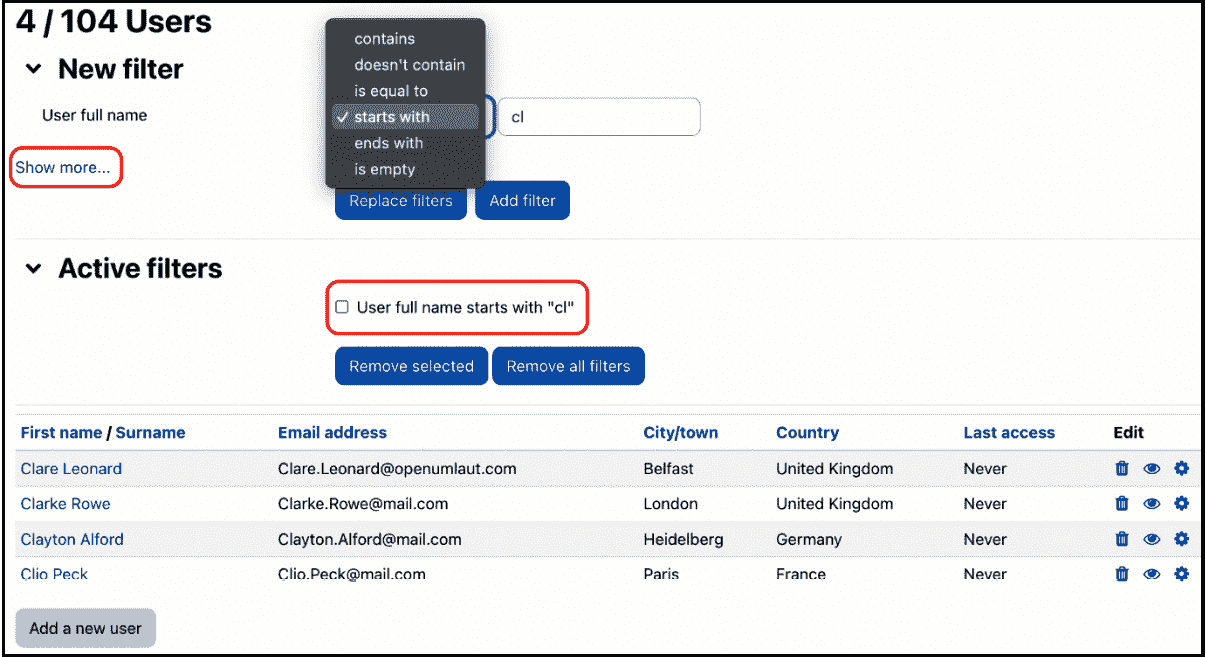 4 / 104 Users
New filter
contains
doesn't contain
is equal to
User full name ✓ starts with cl
ends with
Show more...
is empty
Replace filters Add filter
Active filters
User full name starts with "cl"
Remove selected Remove all filters
First name / Surname Email address City/town Country Last access Edit
Clare Leonard Clare.Leonard@openumlaut.com Belfast United Kingdom Never
Clarke Rowe Clarke.Rowe@mail.com London United Kingdom Never
Clayton Alford Clayton.Alford@mail.com Heidelberg Germany Never
Clio Peck Clio.Peck@mail.com Paris France Never
Add a new user